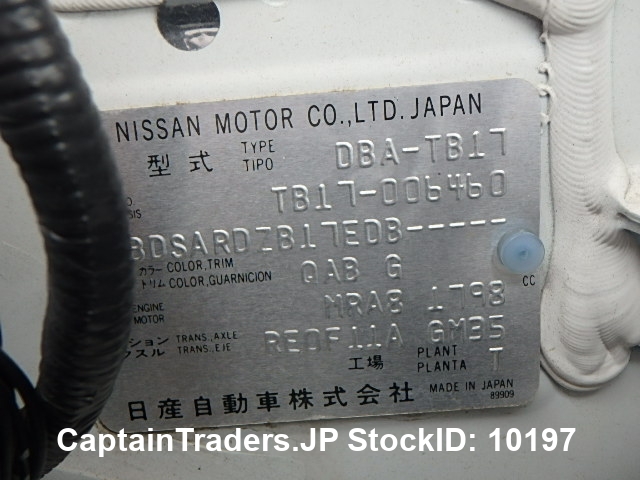 NISSAN MOTOR CO.,LTD. JAPAN
型式 TYPE TIPO DBA-TB17
TB17-006460
BDSARDZB17EDB-----
カラー COLOR,TRIM QAB G
トリム COLOR,GUARNICION
CC
ENGINE MOTOR MRA8 1798
TRANS.,AXLE RE0F11A GM35
TRANS.,EJE
工場 PLANT PLANTA T
日産自動車株式会社 MADE IN JAPAN
89909
CaptainTraders.JP StockID: 10197